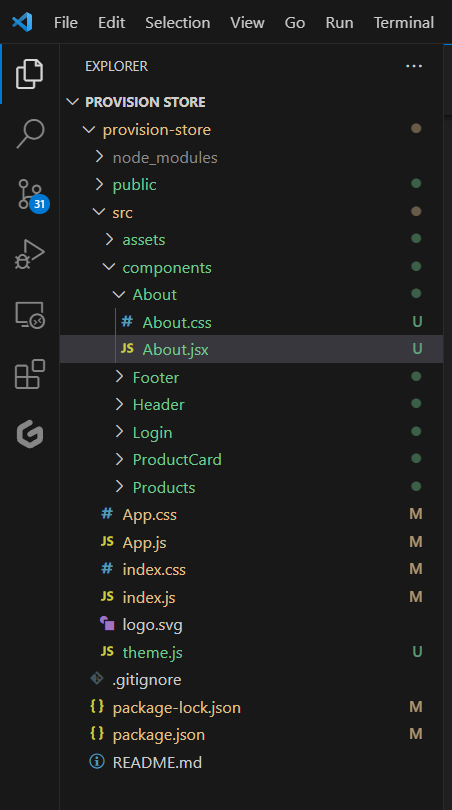 File Edit Selection View Go Run Terminal
EXPLORER ...
PROVISION STORE
provision-store
node_modules
public
src
31
assets
components
About
# About.css U
JS About.jsx U
Footer
Header
Login
ProductCard
Products
# App.css M
JS App.js M
# index.css M
JS index.js M
logo.svg
JS theme.js U
.gitignore
{} package-lock.json M
{} package.json M
README.md